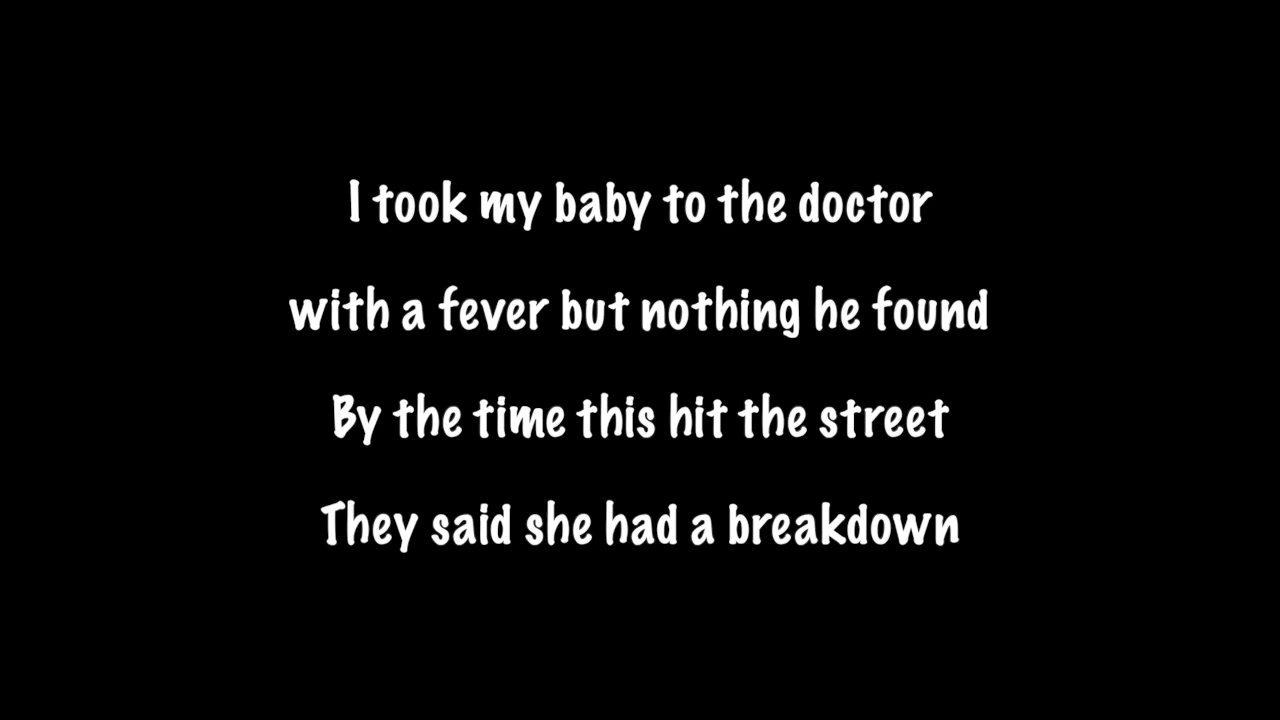 I took my baby to the doctor
with a fever but nothing he found
By the time this hit the street
They said she had a breakdown